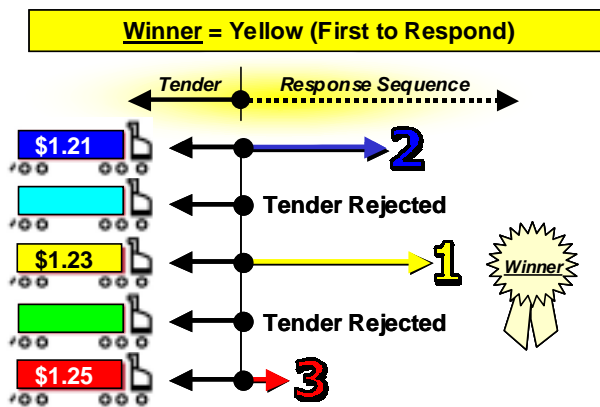 Winner = Yellow (First to Respond)
Tender Response Sequence
$1.21 2
Tender Rejected
$1.23 1
Winner
Tender Rejected
$1.25 3